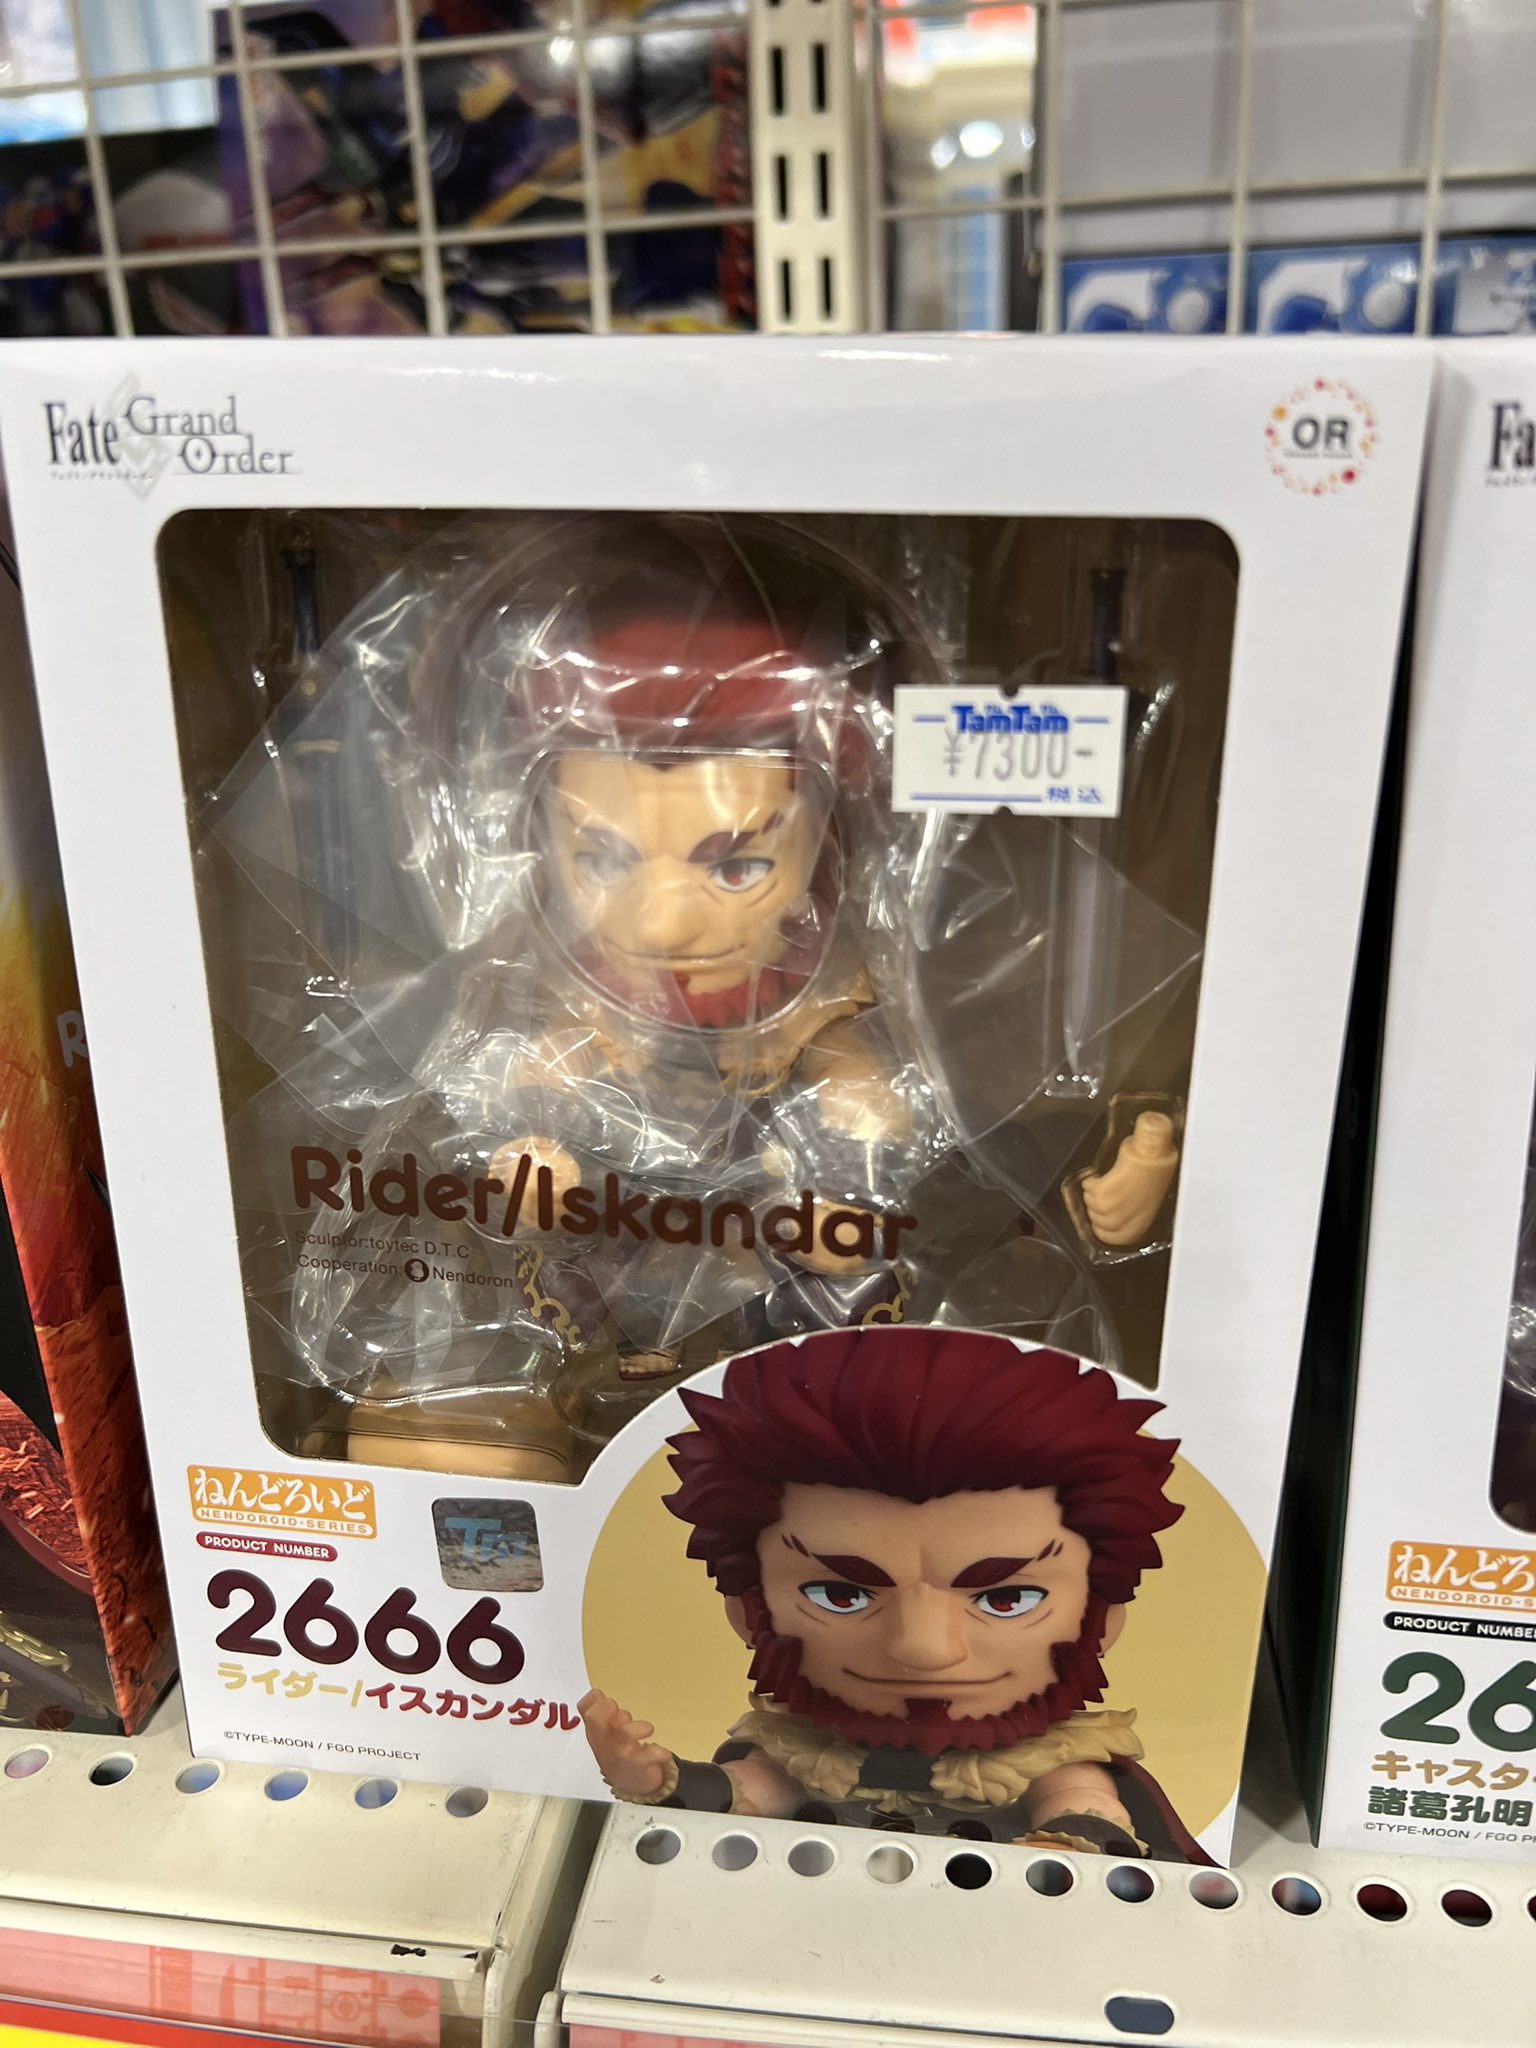 Fate Grand Order
OR
TamTam
¥7300-
税込
Rider/Iskandar
Sculptor:toytec D.T.C
Cooperation: Nendoron
ねんどろいど
NENDOROID-SERIES
PRODUCT NUMBER
2666
ライダー/イスカンダル
©TYPE-MOON / FGO PROJECT
Fa
ねんどろ
NENDOROID-S
PRODUCT NUMBE
26
キャスター
諸葛孔明
©TYPE-MOON / FGO P